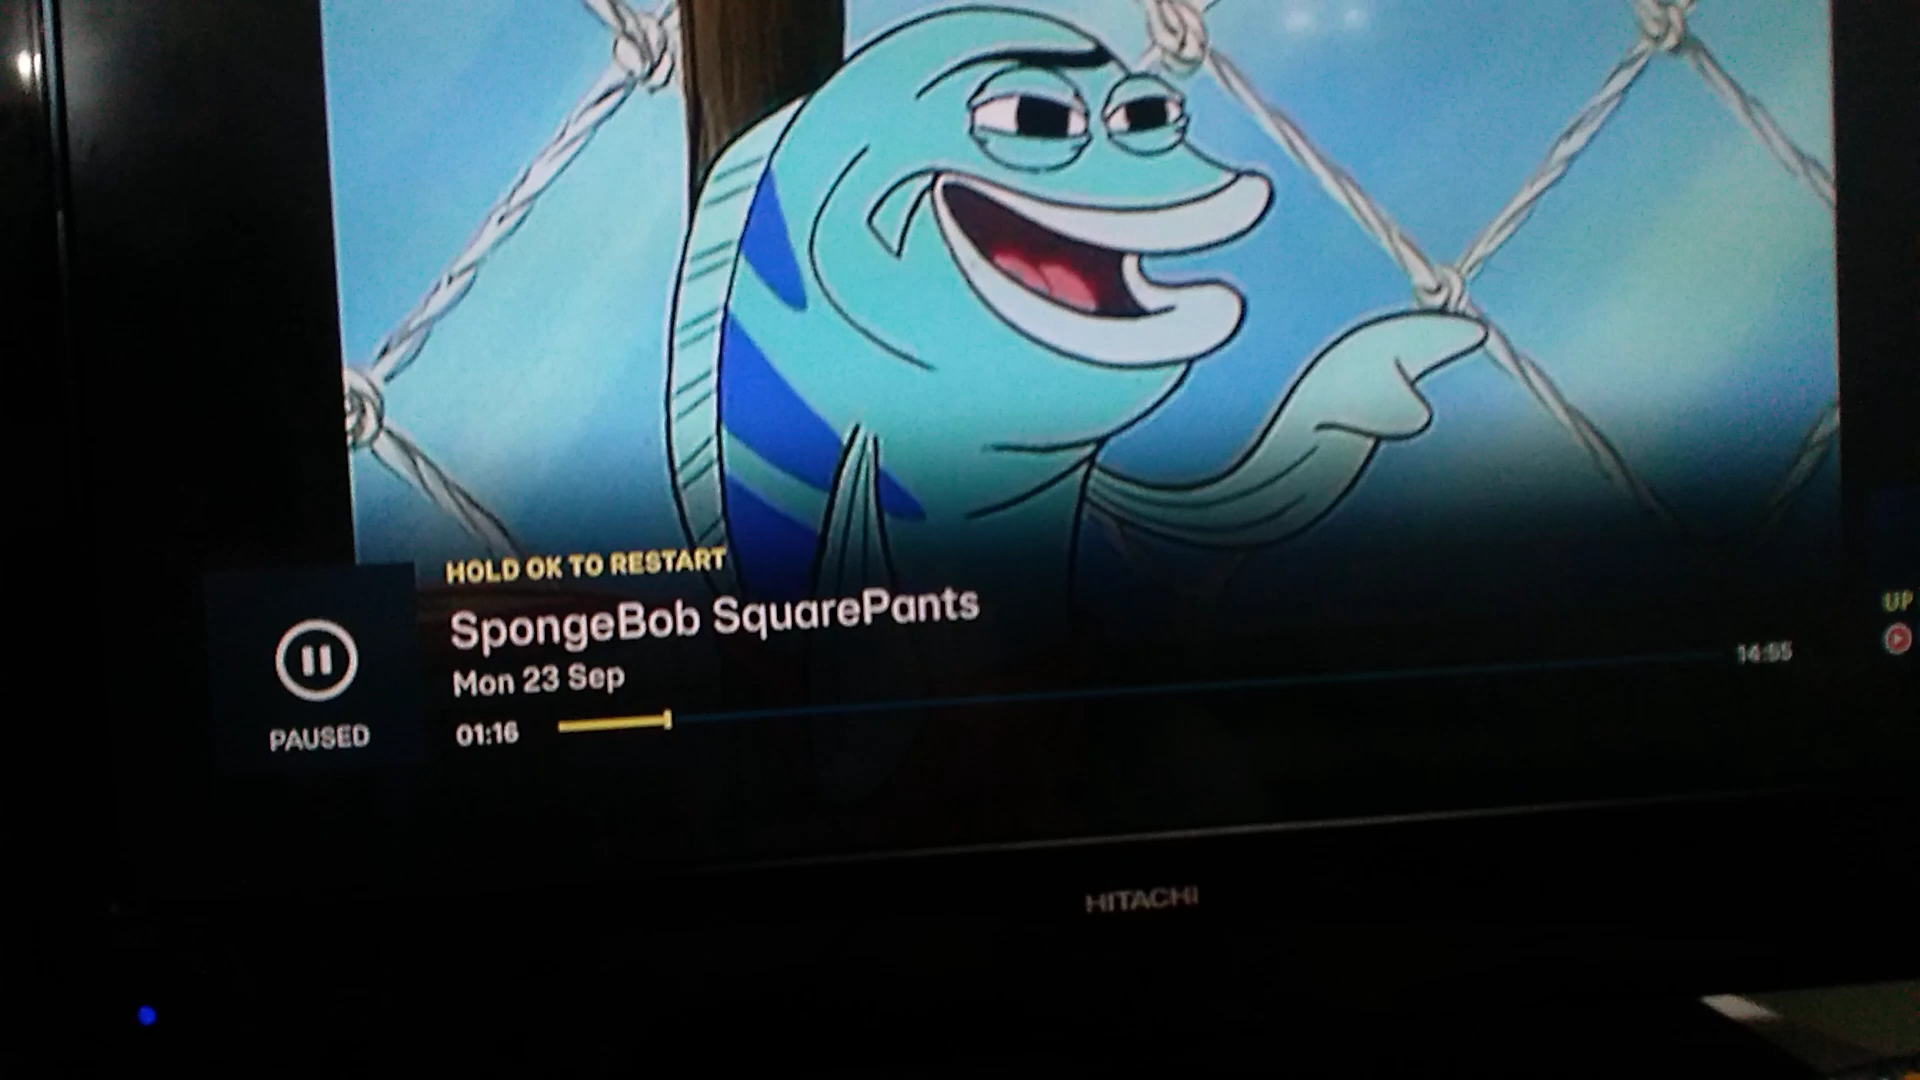 HOLD OK TO RESTART
SpongeBob SquarePants
Mon 23 Sep
01:16
14:55
PAUSED
UP
HITACHI